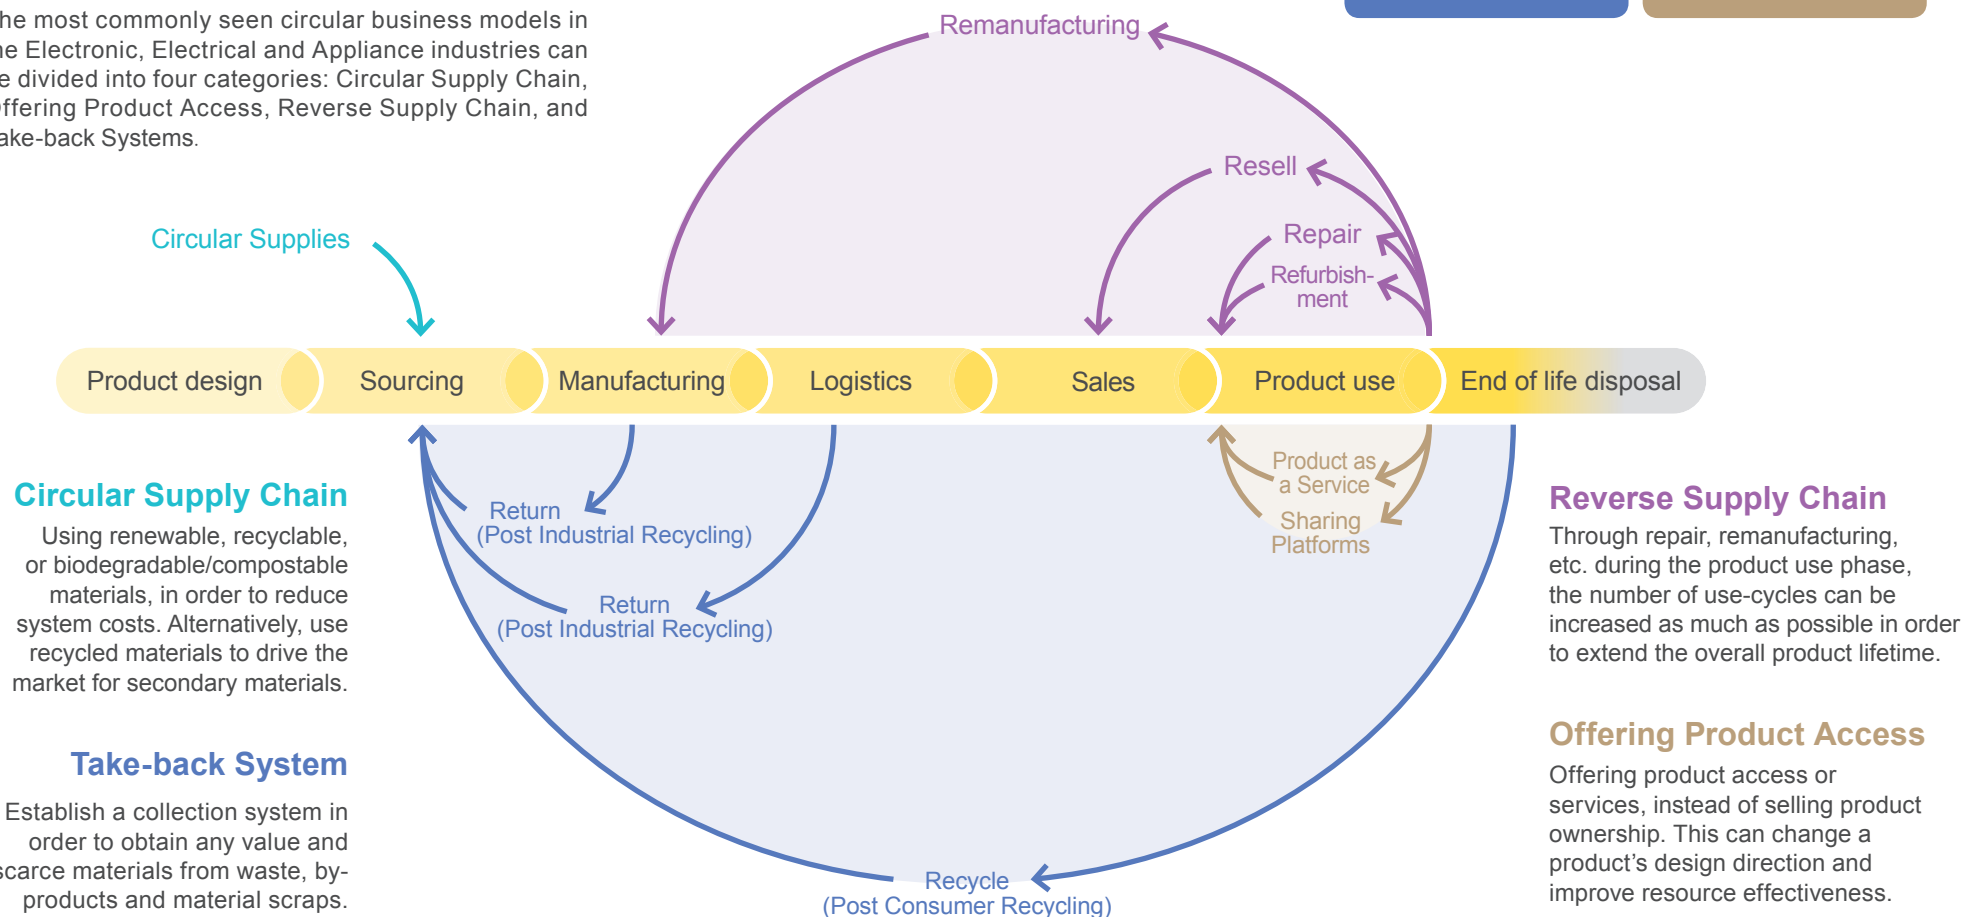 he most commonly seen circular business models in
ne Electronic, Electrical and Appliance industries can
e divided into four categories: Circular Supply Chain,
ffering Product Access, Reverse Supply Chain, and
ake-back Systems.
Remanufacturing
Resell
Circular Supplies
Repair
Refurbish-
ment
Product design
Sourcing
Manufacturing
Logistics
Sales
Product use
End of life disposal
Circular Supply Chain
Using renewable, recyclable,
or biodegradable/compostable
materials, in order to reduce
system costs. Alternatively, use
recycled materials to drive the
market for secondary materials.
Take-back System
Establish a collection system in
order to obtain any value and
scarce materials from waste, by-
products and material scraps.
Return
(Post Industrial Recycling)
Return
(Post Industrial Recycling)
Recycle
(Post Consumer Recycling)
Product as
a Service
Sharing
Platforms
Reverse Supply Chain
Through repair, remanufacturing,
etc. during the product use phase,
the number of use-cycles can be
increased as much as possible in order
to extend the overall product lifetime.
Offering Product Access
Offering product access or
services, instead of selling product
ownership. This can change a
product's design direction and
improve resource effectiveness.